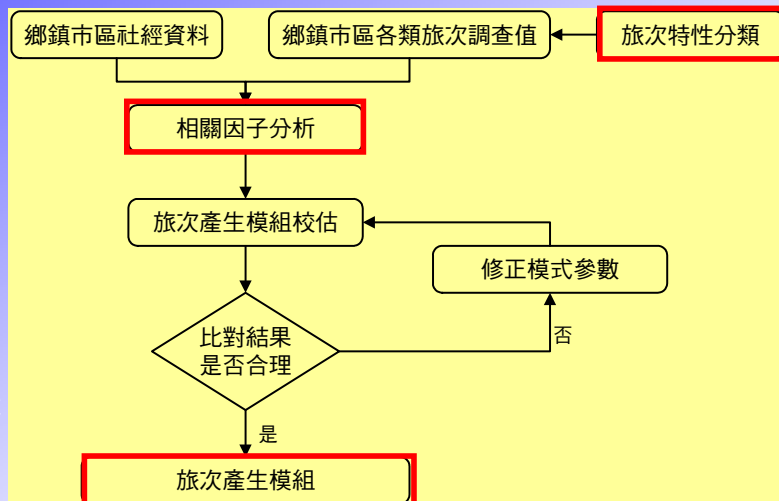 鄉鎮市區社經資料
鄉鎮市區各類旅次調查值
旅次特性分類
相關因子分析
旅次產生模組校估
修正模式參數
比對結果
是否合理
否
是
旅次產生模組